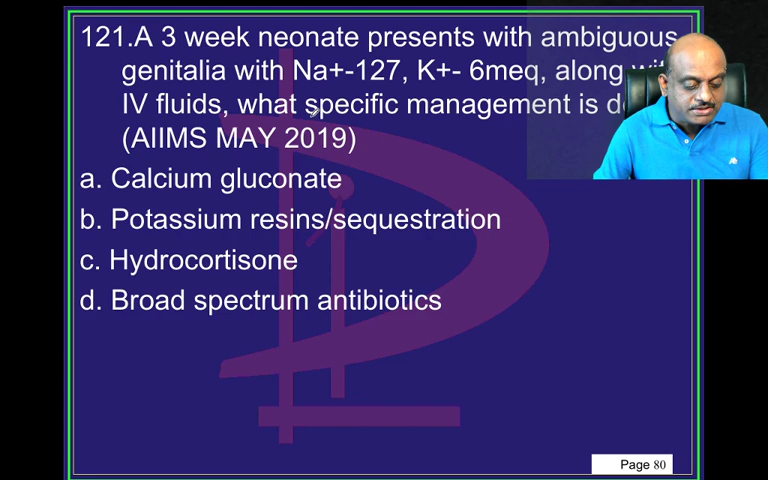 121.A 3 week neonate presents with ambiguous
genitalia with Na+-127, K+- 6meq, along
IV fluids, what specific management is
(AIIMS MAY 2019)
a. Calcium gluconate
b. Potassium resins/sequestration
c. Hydrocortisone
d. Broad spectrum antibiotics
Page 80